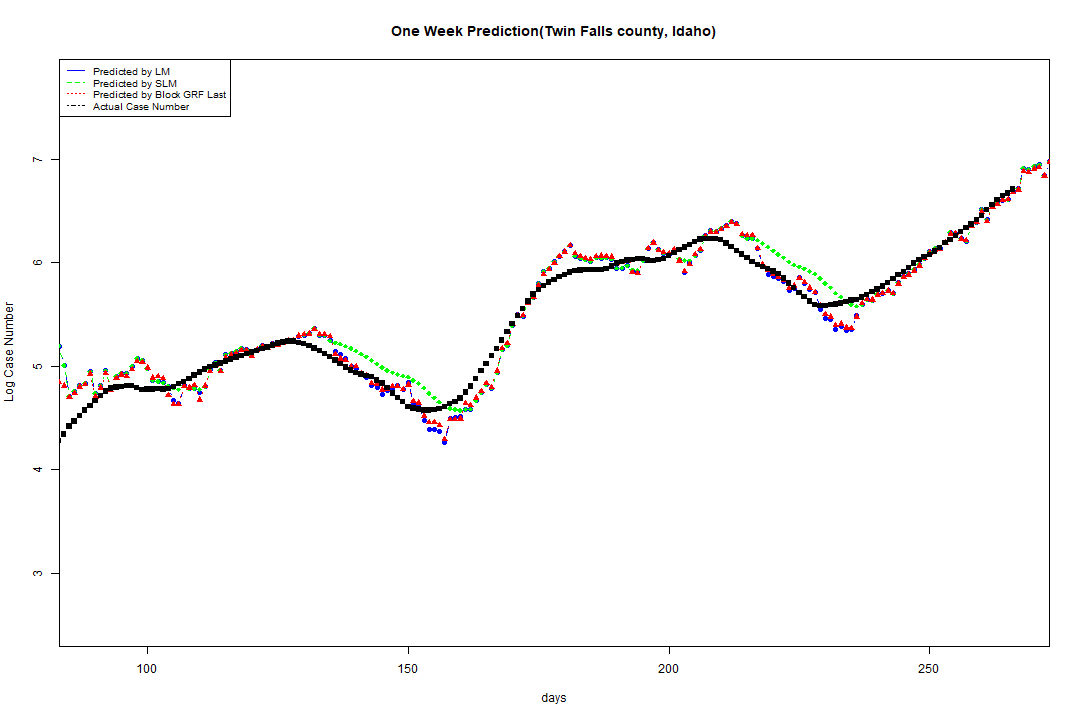 One Week Prediction(Twin Falls county, Idaho)
Predicted by LM
Predicted by SLM
Predicted by Block GRF Last
Actual Case Number
7
6
5
4
3
Log Case Number
100 150 200 250
days